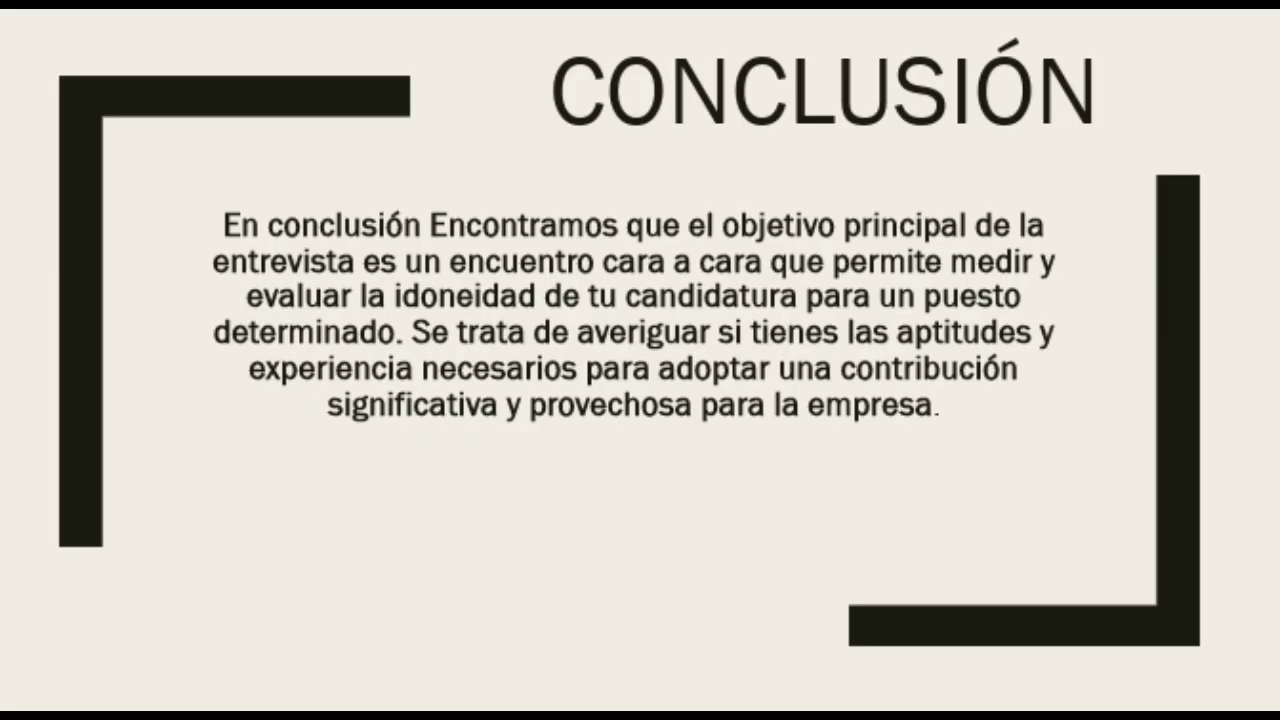 CONCLUSIÓN
En conclusión Encontramos que el objetivo principal de la
entrevista es un encuentro cara a cara que permite medir y
evaluar la idoneidad de tu candidatura para un puesto
determinado. Se trata de averiguar si tienes las aptitudes y
experiencia necesarios para adoptar una contribución
significativa y provechosa para la empresa.